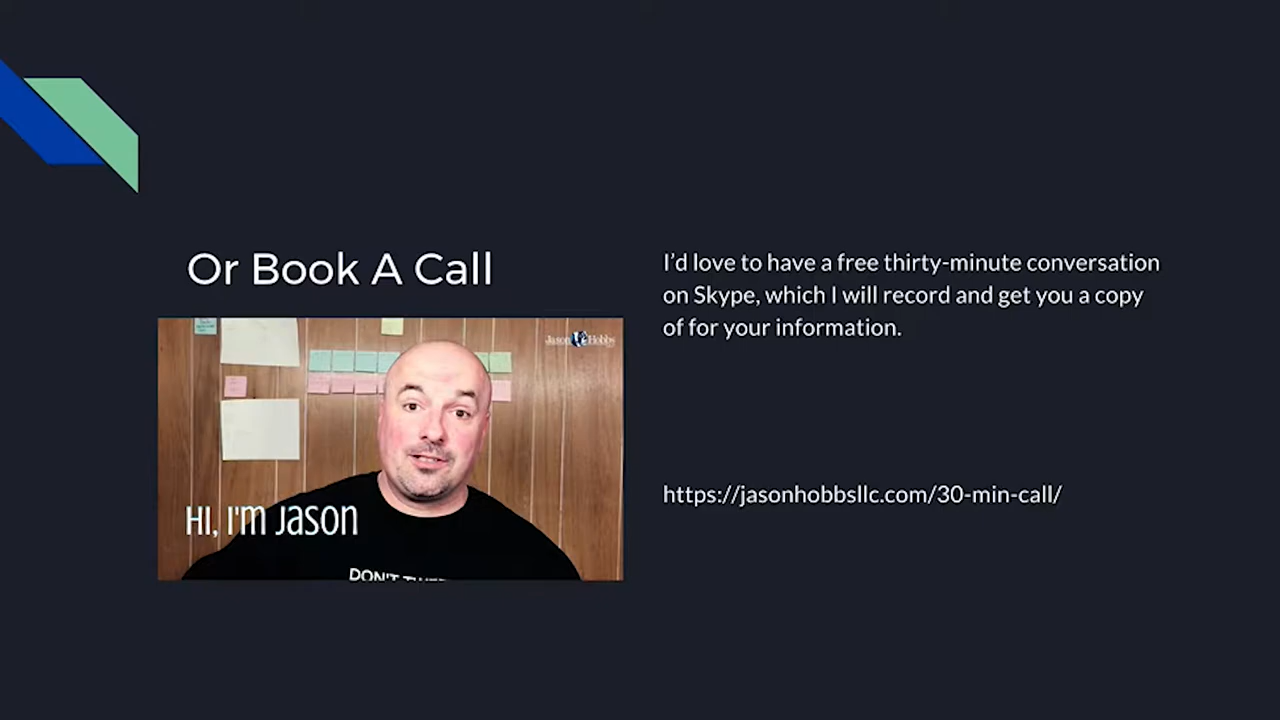 Or Book A Call
I'd love to have a free thirty-minute conversation
on Skype, which I will record and get you a copy
of for your information.
Jason Hobbs
HI, I'm Jason
DON'T
https://jasonhobbsllc.com/30-min-call/